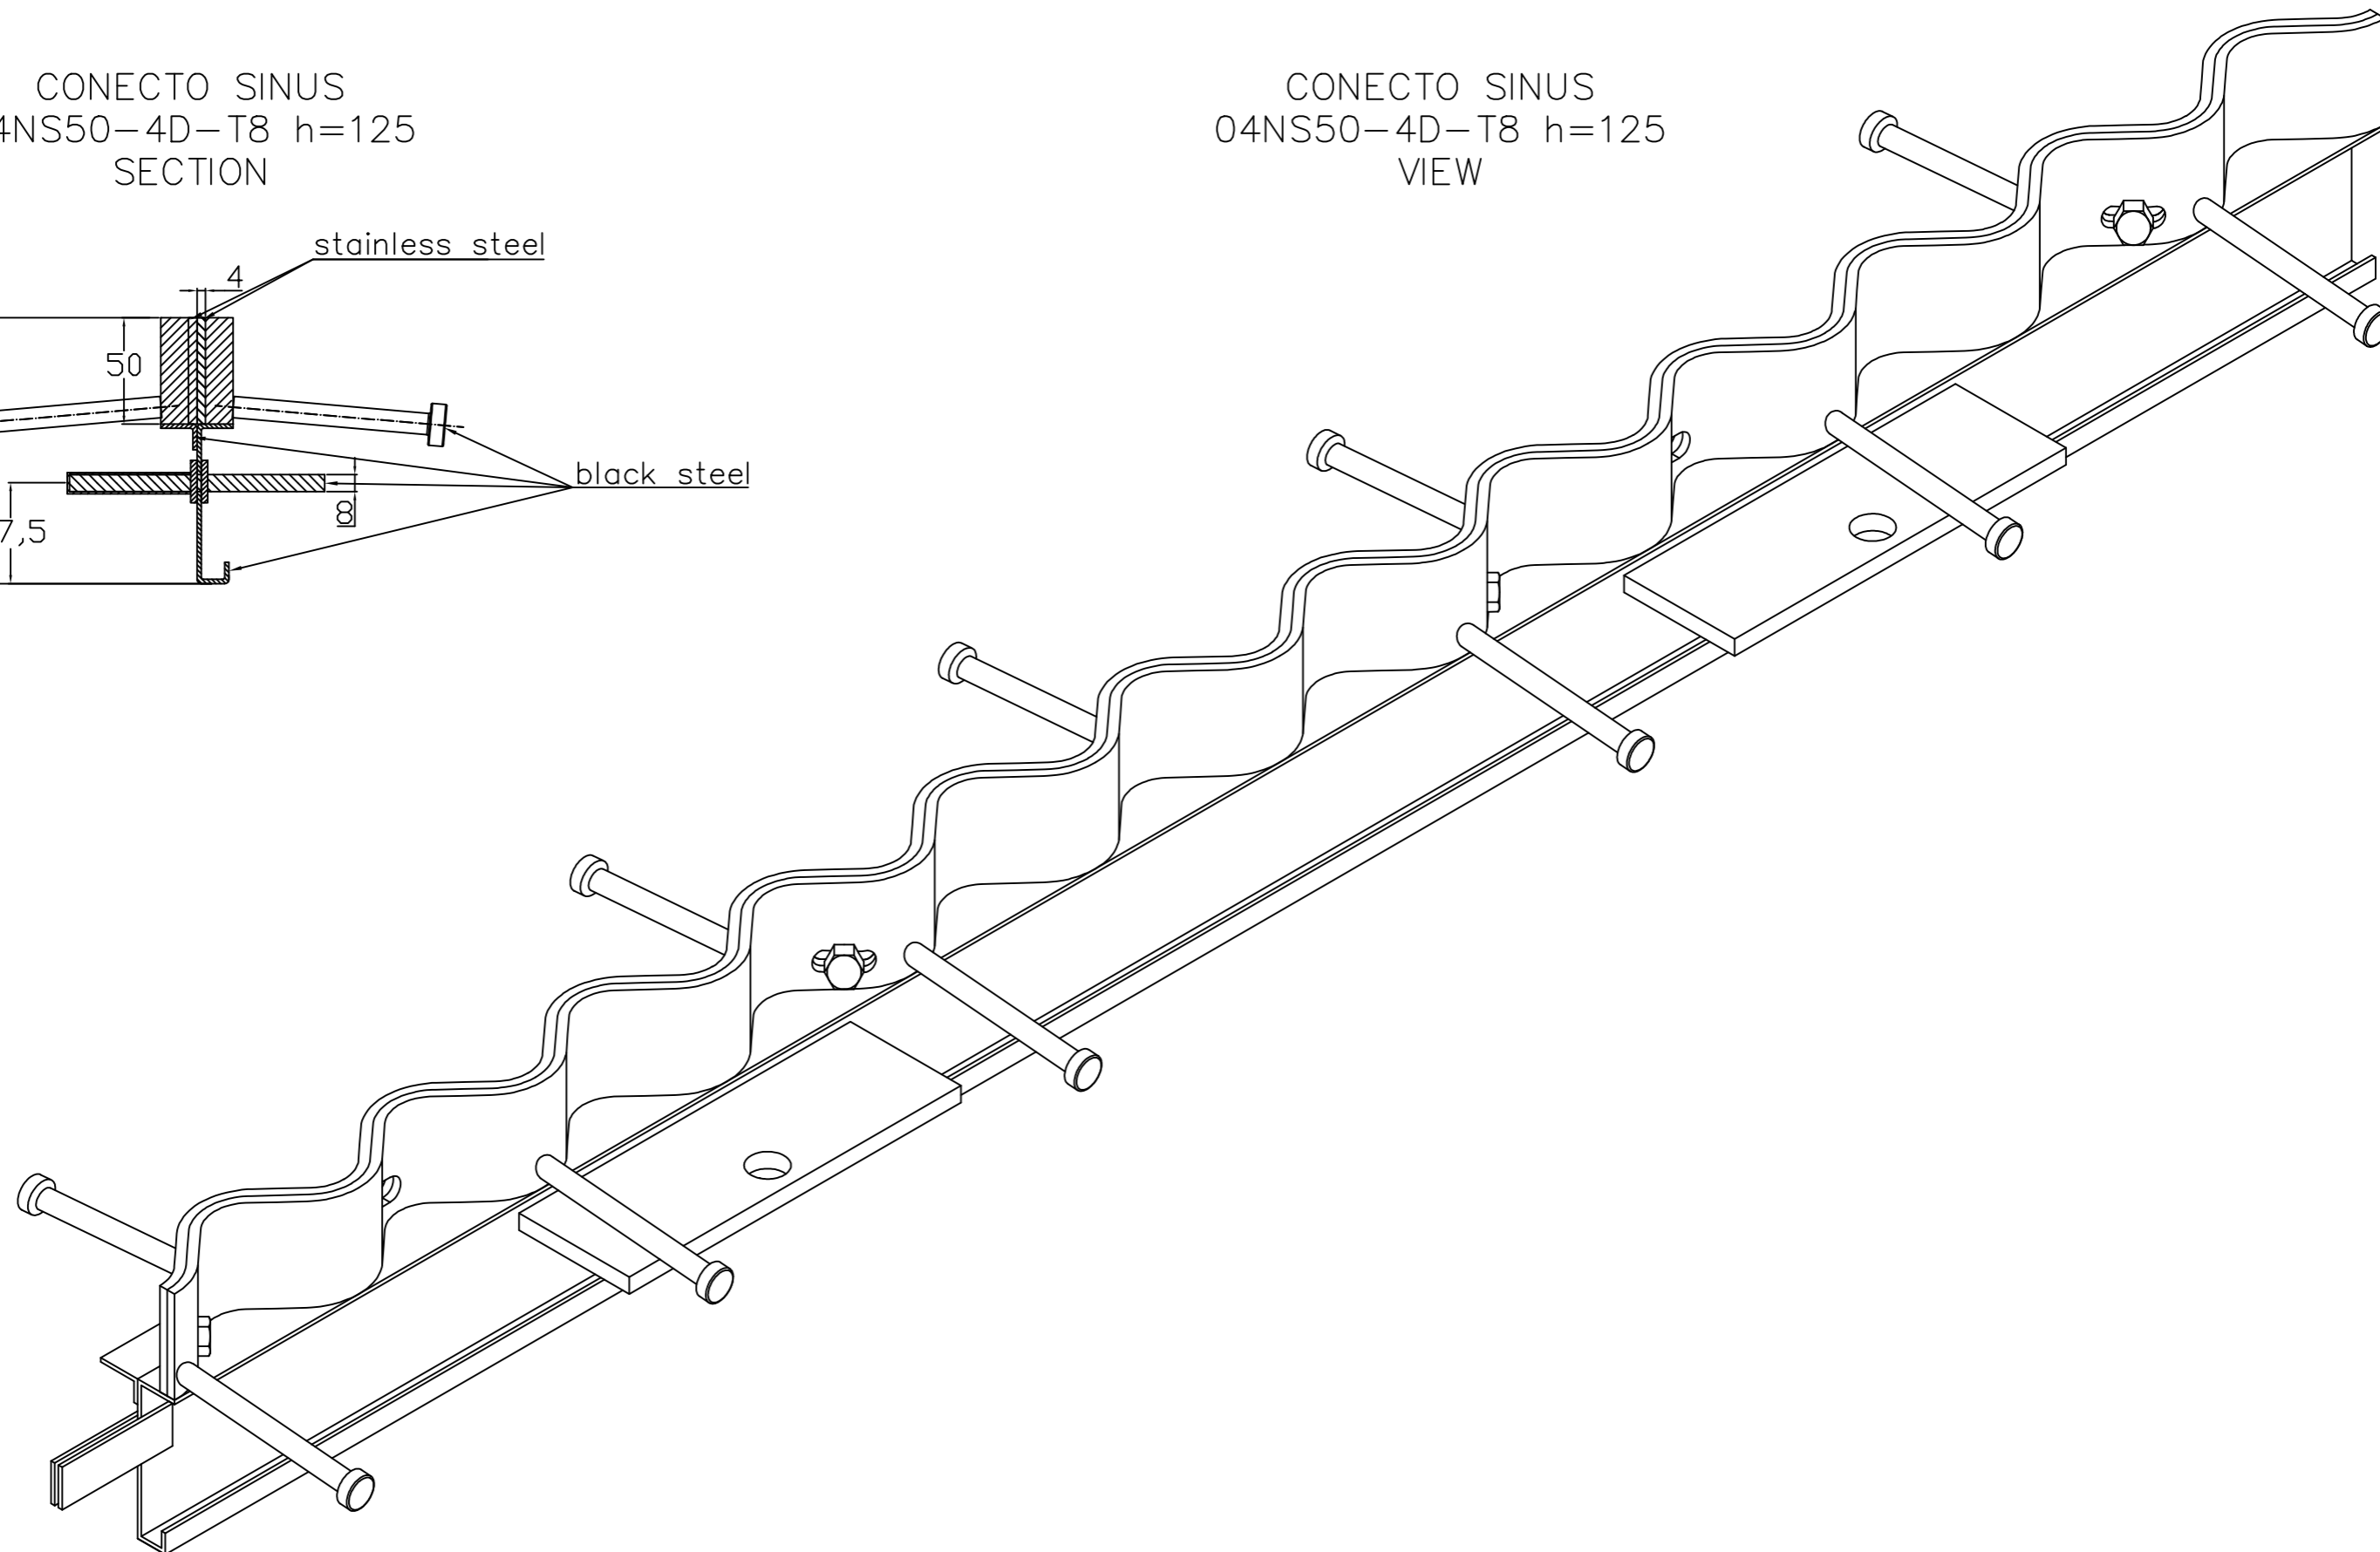 CONECTO SINUS
4NS50-4D-T8 h=125
SECTION
CONECTO SINUS
04NS50-4D-T8 h=125
VIEW
stainless steel
4
50
black steel
8
7,5